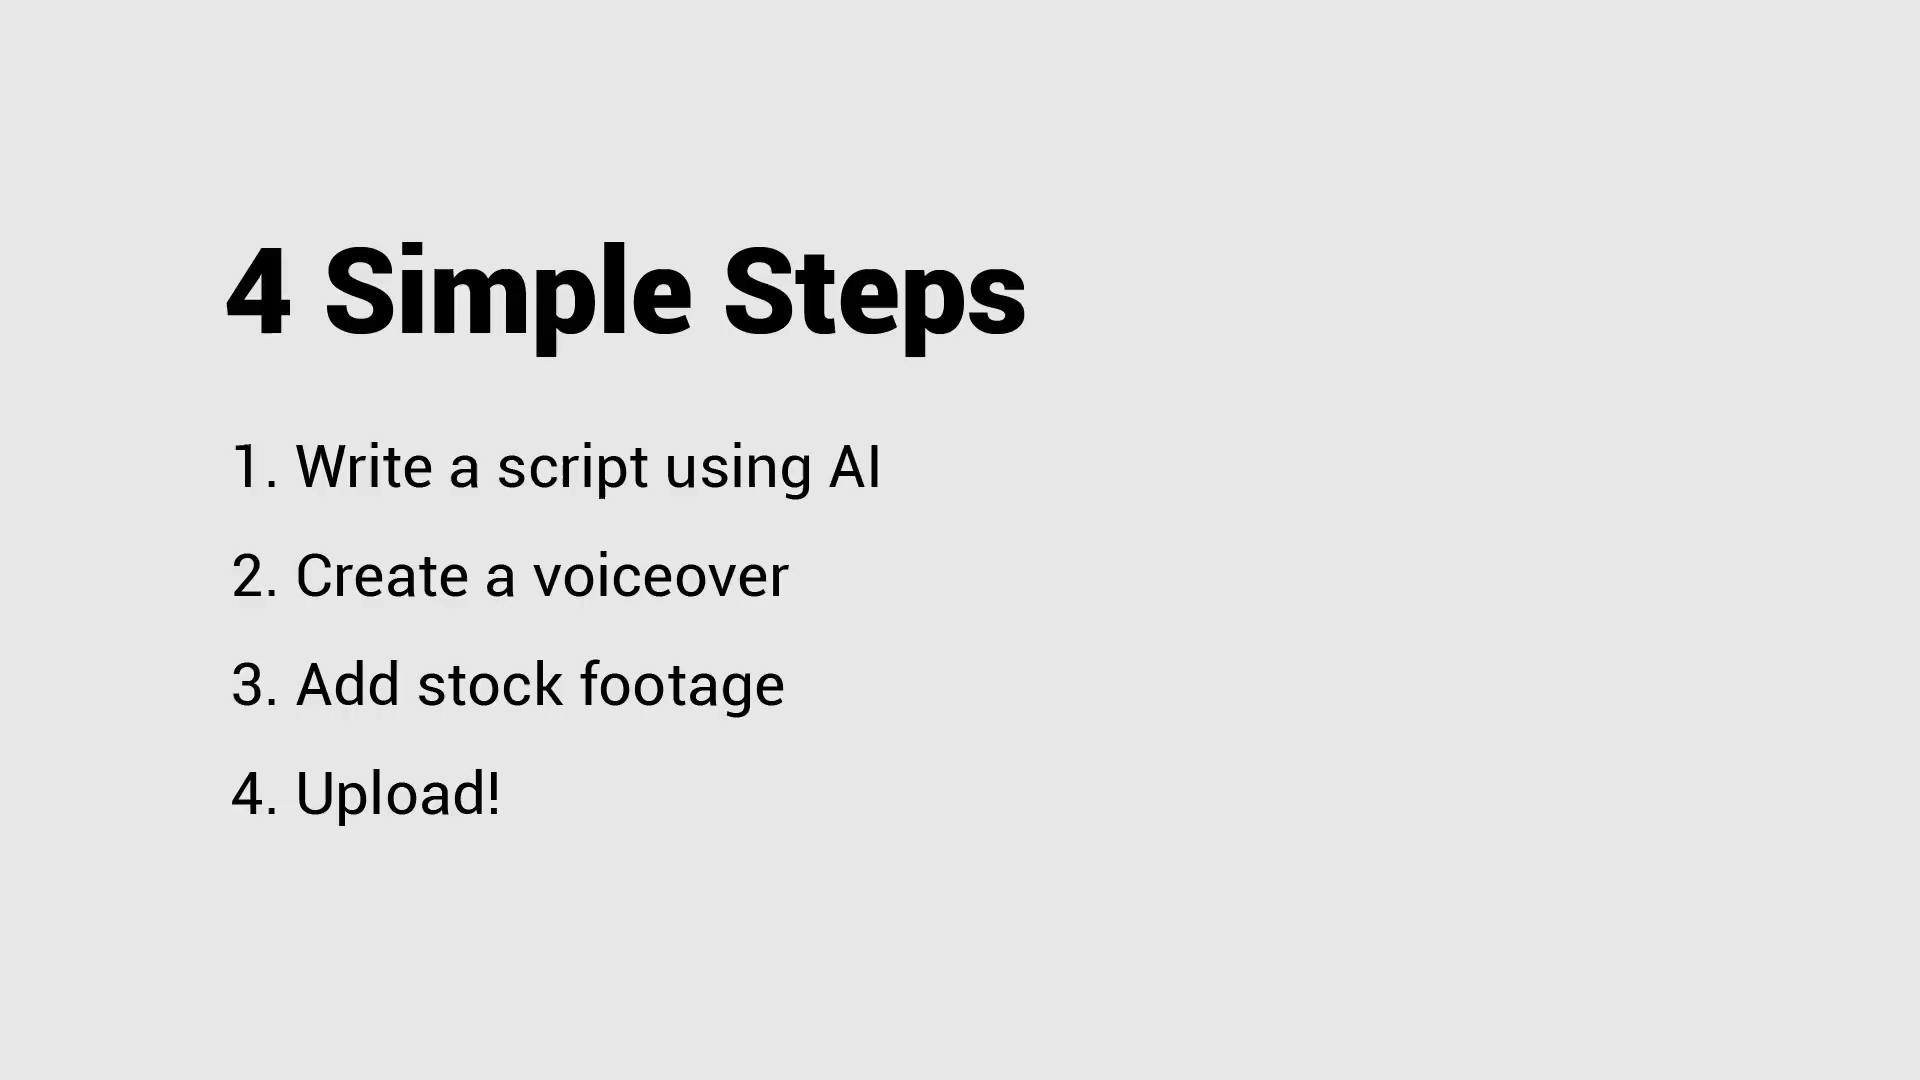 4 Simple Steps
1. Write a script using AI
2. Create a voiceover
3. Add stock footage
4. Upload!